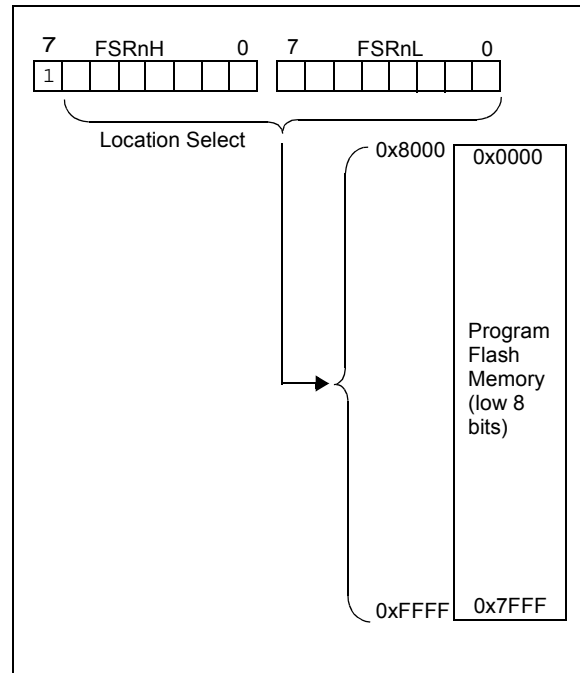 7 FSRnH 0 7 FSRnL 0
1
Location Select
0x8000 0x0000
Program
Flash
Memory
(low 8
bits)
0xFFFF 0x7FFF